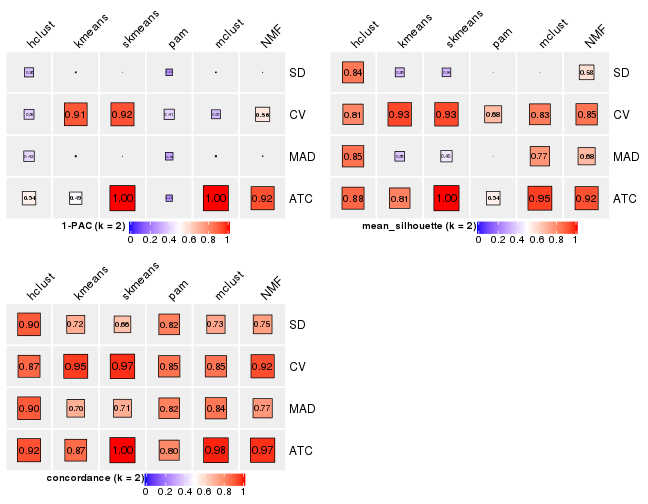 hclust kmeans skmeans pam mclust NMF
SD
0.91 0.92 0.41 0.56 CV
0.42 MAD
0.54 0.49 1.00 1.00 0.92 ATC
1-PAC (k = 2)
0 0.2 0.4 0.6 0.8 1
hclust kmeans skmeans pam mclust NMF
0.84 0.58 SD
0.81 0.93 0.93 0.68 0.83 0.85 CV
0.85 0.45 0.77 0.68 MAD
0.88 0.81 1.00 0.54 0.95 0.92 ATC
mean_silhouette (k = 2)
0 0.2 0.4 0.6 0.8 1
hclust kmeans skmeans pam mclust NMF
0.90 0.72 0.66 0.82 0.73 0.75 SD
0.87 0.95 0.97 0.85 0.85 0.92 CV
0.90 0.70 0.71 0.82 0.84 0.77 MAD
0.92 0.87 1.00 0.80 0.98 0.97 ATC
concordance (k = 2)
0 0.2 0.4 0.6 0.8 1